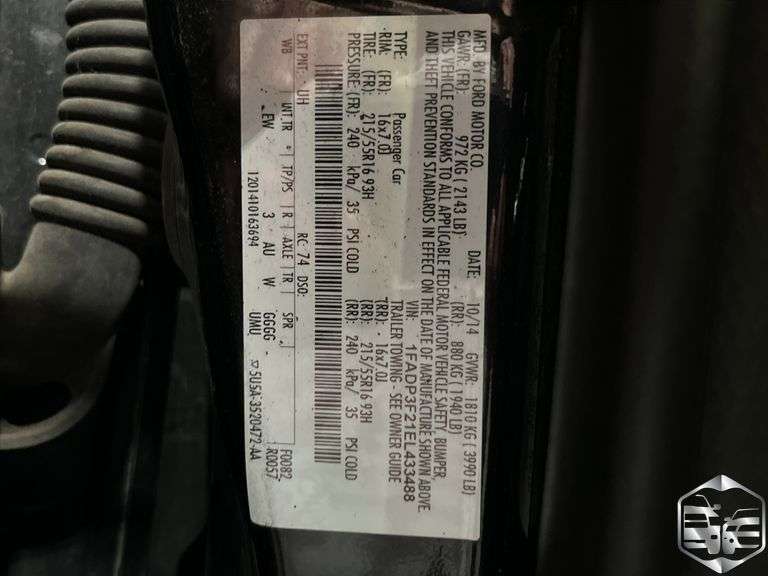 MFD. BY FORD MOTOR CO.
DATE: 10/14 GVWR: 1810 KG ( 3990 LB)
GAWR: (FR): 972 KG ( 2143 LB) (RR): 880 KG ( 1940 LB)
THIS VEHICLE CONFORMS TO ALL APPLICABLE FEDERAL MOTOR VEHICLE SAFETY, BUMPER,
AND THEFT PREVENTION STANDARDS IN EFFECT ON THE DATE OF MANUFACTURE SHOWN ABOVE.
VIN: 1FADP3F21EL433488
TYPE: Passenger Car TRAILER TOWING - SEE OWNER GUIDE
RIM: (FR): 16x7.0J (RR): 16x7.0J
TIRE: (FR): 215/55R16 93H (RR): 215/55R16 93H
PRESSURE: (FR): 240 kPa/ 35 PSI COLD (RR): 240 kPa/ 35 PSI COLD
EXT PNT: UH RC 74 DSO: F0082
WB INT TR TP/PS R AXLE TR SPR R0057
EW 3 AU W GGGG UMU
120141016369​4 5U5A-3520472-AA